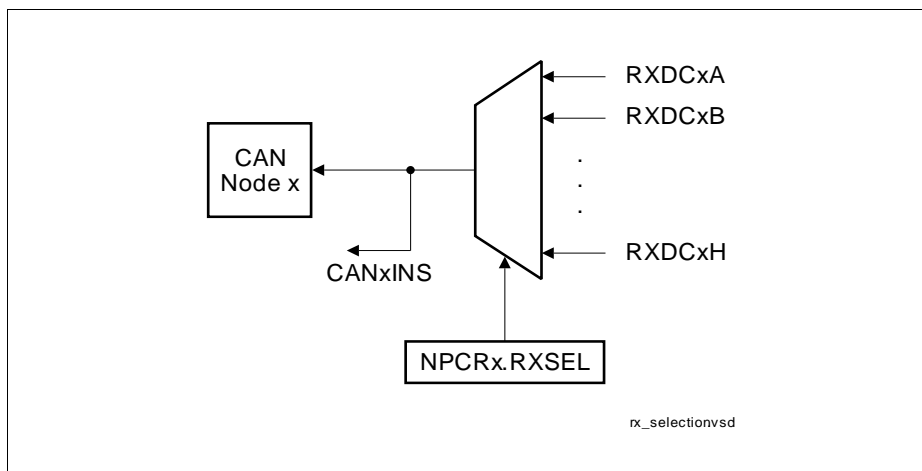 RXDCxA
RXDCxB
.
.
.
CAN
Node x
RXDCxH
CANxINS
NPCRx.RXSEL
rx_selectionvsd